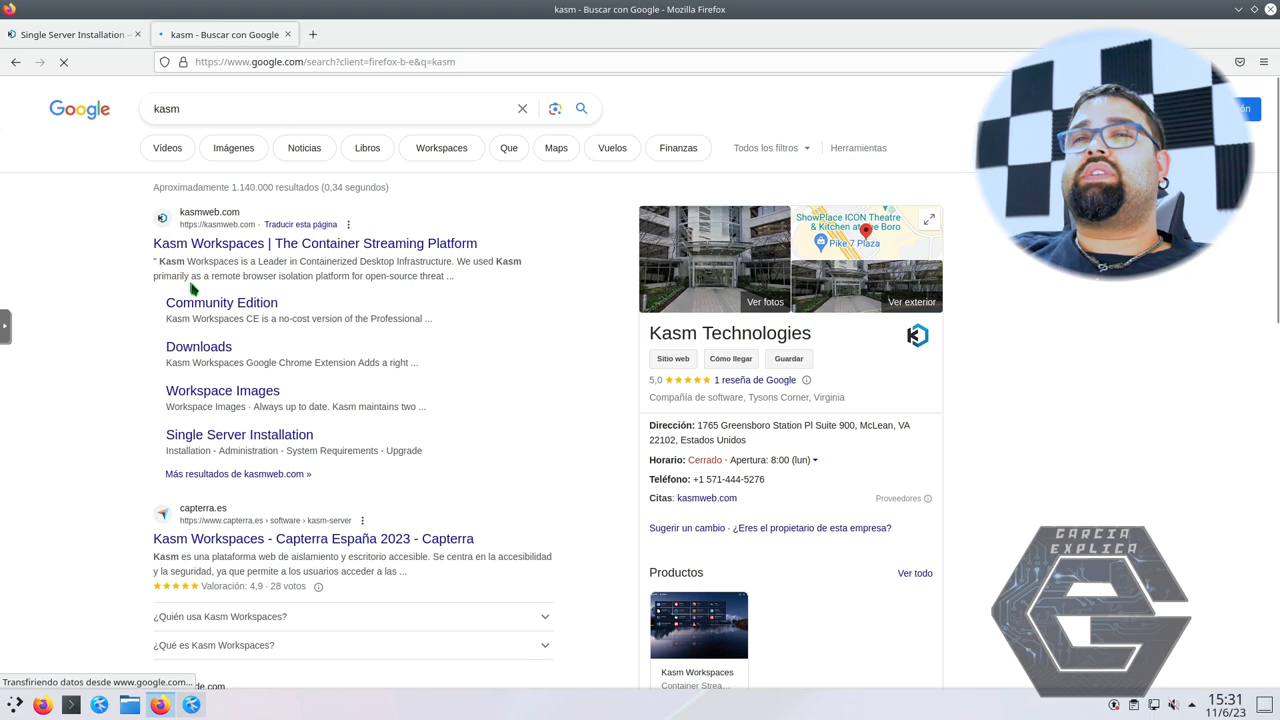 kasm - Buscar con Google - Mozilla Firefox
Single Server Installation –
kasm - Buscar con Google
https://www.google.com/search?client=firefox-b-e&q=kasm
Google
kasm
Vídeos
Imágenes
Noticias
Libros
Workspaces
Que
Maps
Vuelos
Finanzas
Todos los filtros
Herramientas
Aproximadamente 1.140.000 resultados (0,34 segundos)
kasmweb.com
https://kasmweb.com · Traducir esta página
Kasm Workspaces | The Container Streaming Platform
" Kasm Workspaces is a Leader in Containerized Desktop Infrastructure. We used Kasm
primarily as a remote browser isolation platform for open-source threat ...
Community Edition
Kasm Workspaces CE is a no-cost version of the Professional ...
Downloads
Kasm Workspaces Google Chrome Extension Adds a right ...
Workspace Images
Workspace Images · Always up to date. Kasm maintains two ...
Single Server Installation
Installation - Administration - System Requirements - Upgrade
Más resultados de kasmweb.com »
capterra.es
https://www.capterra.es › software › kasm-server
Kasm Workspaces - Capterra España 2023 - Capterra
Kasm es una plataforma web de aislamiento y escritorio accesible. Se centra en la accesibilidad
y la seguridad, ya que permite a los usuarios acceder a las ...
Valoración: 4,9 · 28 votos
¿Quién usa Kasm Workspaces?
¿Qué es Kasm Workspaces?
Transfiriendo datos desde www.google.com...
ShowPlace ICON Theatre
& Kitchen at the Boro
Pike 7 Plaza
Ver fotos
Ver exterior
Kasm Technologies
Sitio web
Cómo llegar
Guardar
5,0
1 reseña de Google
Compañía de software, Tysons Corner, Virginia
Dirección: 1765 Greensboro Station Pl Suite 900, McLean, VA
22102, Estados Unidos
Horario: Cerrado · Apertura: 8:00 (lun)
Teléfono: +1 571-444-5276
Citas: kasmweb.com
Proveedores
Sugerir un cambio · ¿Eres el propietario de esta empresa?
Productos
Ver todo
Kasm Workspaces
Container Strea...
GARCIA
EXPLICA
15:31
11/6/23